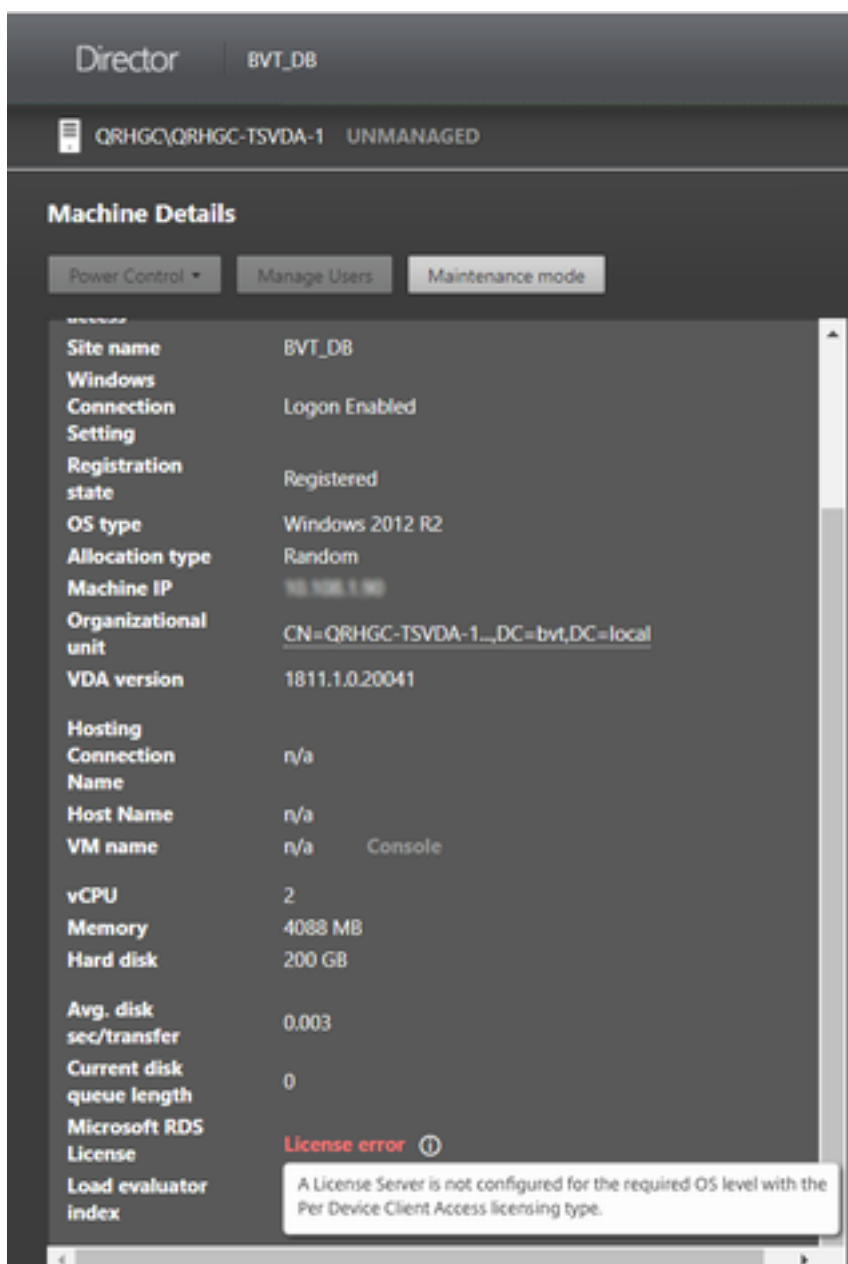 Director BVT_DB
QRHGC\QRHGC-TSVDA-1 UNMANAGED
Machine Details
Power Control Manage Users Maintenance mode
access
Site name BVT_DB
Windows
Connection Logon Enabled
Setting
Registration
state Registered
OS type Windows 2012 R2
Allocation type Random
Machine IP
Organizational
unit CN=QRHGC-TSVDA-1...,DC=bvt,DC=local
VDA version 1811.1.0.20041
Hosting
Connection n/a
Name
Host Name n/a
VM name n/a Console
vCPU 2
Memory 4088 MB
Hard disk 200 GB
Avg. disk
sec/transfer 0.003
Current disk
queue length 0
Microsoft RDS
License License error
Load evaluator
index
A License Server is not configured for the required OS level with the
Per Device Client Access licensing type.